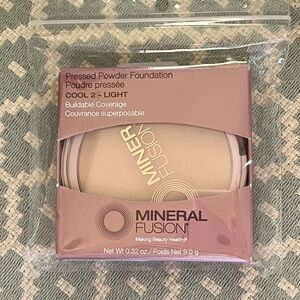 Pressed Powder Foundation
Poudre pressée
COOL 2 - LIGHT
Buildable Coverage
Couvrance superposable
MINERAL
FUSION
MINERAL
FUSION®
Making Beauty Healthy®
Net Wt 0.32 oz / Poids Net 9.0 g